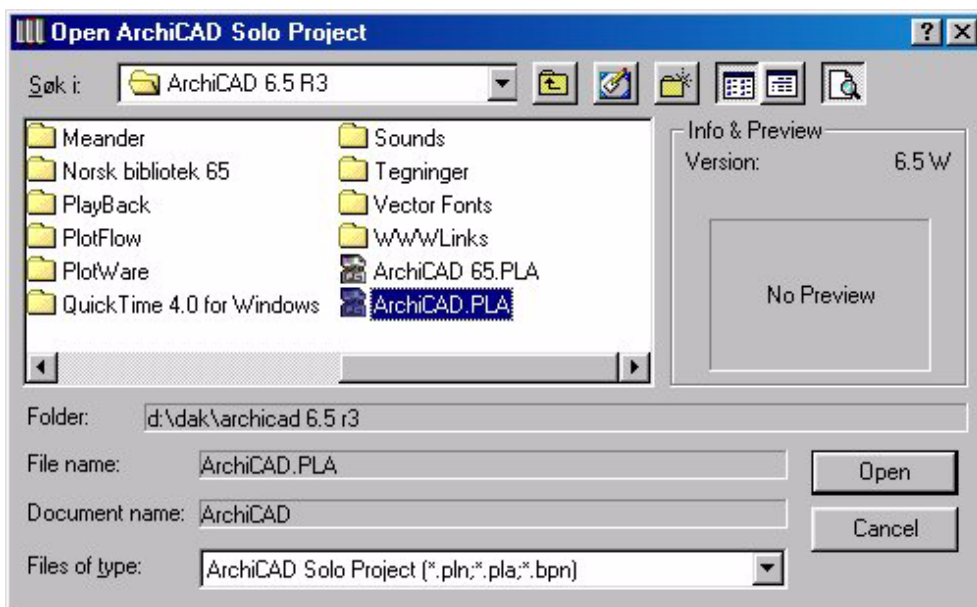 Open ArchiCAD Solo Project
Søk i: ArchiCAD 6.5 R3
Meander
Norsk bibliotek 65
PlayBack
PlotFlow
PlotWare
QuickTime 4.0 for Windows
Sounds
Tegninger
Vector Fonts
WWWLinks
ArchiCAD 65.PLA
ArchiCAD.PLA
Info & Preview
Version: 6.5 W
No Preview
Folder: d:\dak\archicad 6.5 r3
File name: ArchiCAD.PLA
Open
Document name: ArchiCAD
Cancel
Files of type: ArchiCAD Solo Project (*.pln;*.pla;*.bpn)